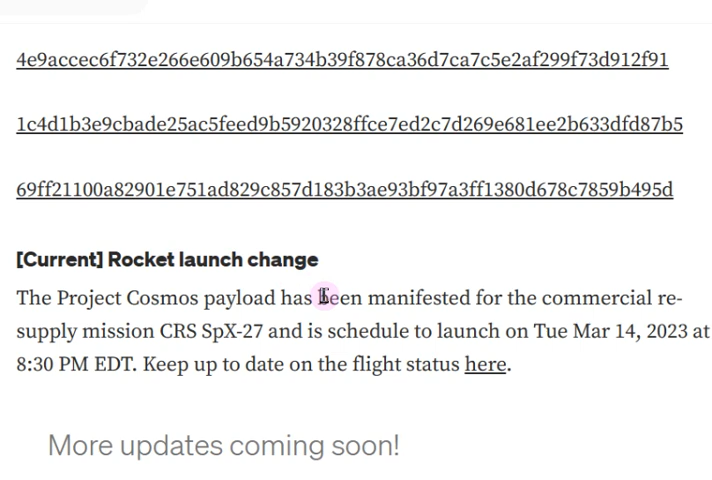 4e9accec6f732e266e609b654a734b39f878ca36d7ca7c5e2af299f73d912f91
1c4d1b3e9cbade25ac5feed9b5920328ffce7ed2c7d269e681ee2b633dfd87b5
69ff21100a82901e751ad829c857d183b3ae93bf97a3ff1380d678c7859b495d
[Current] Rocket launch change
The Project Cosmos payload has been manifested for the commercial re-
supply mission CRS SpX-27 and is schedule to launch on Tue Mar 14, 2023 at
8:30 PM EDT. Keep up to date on the flight status here.
More updates coming soon!